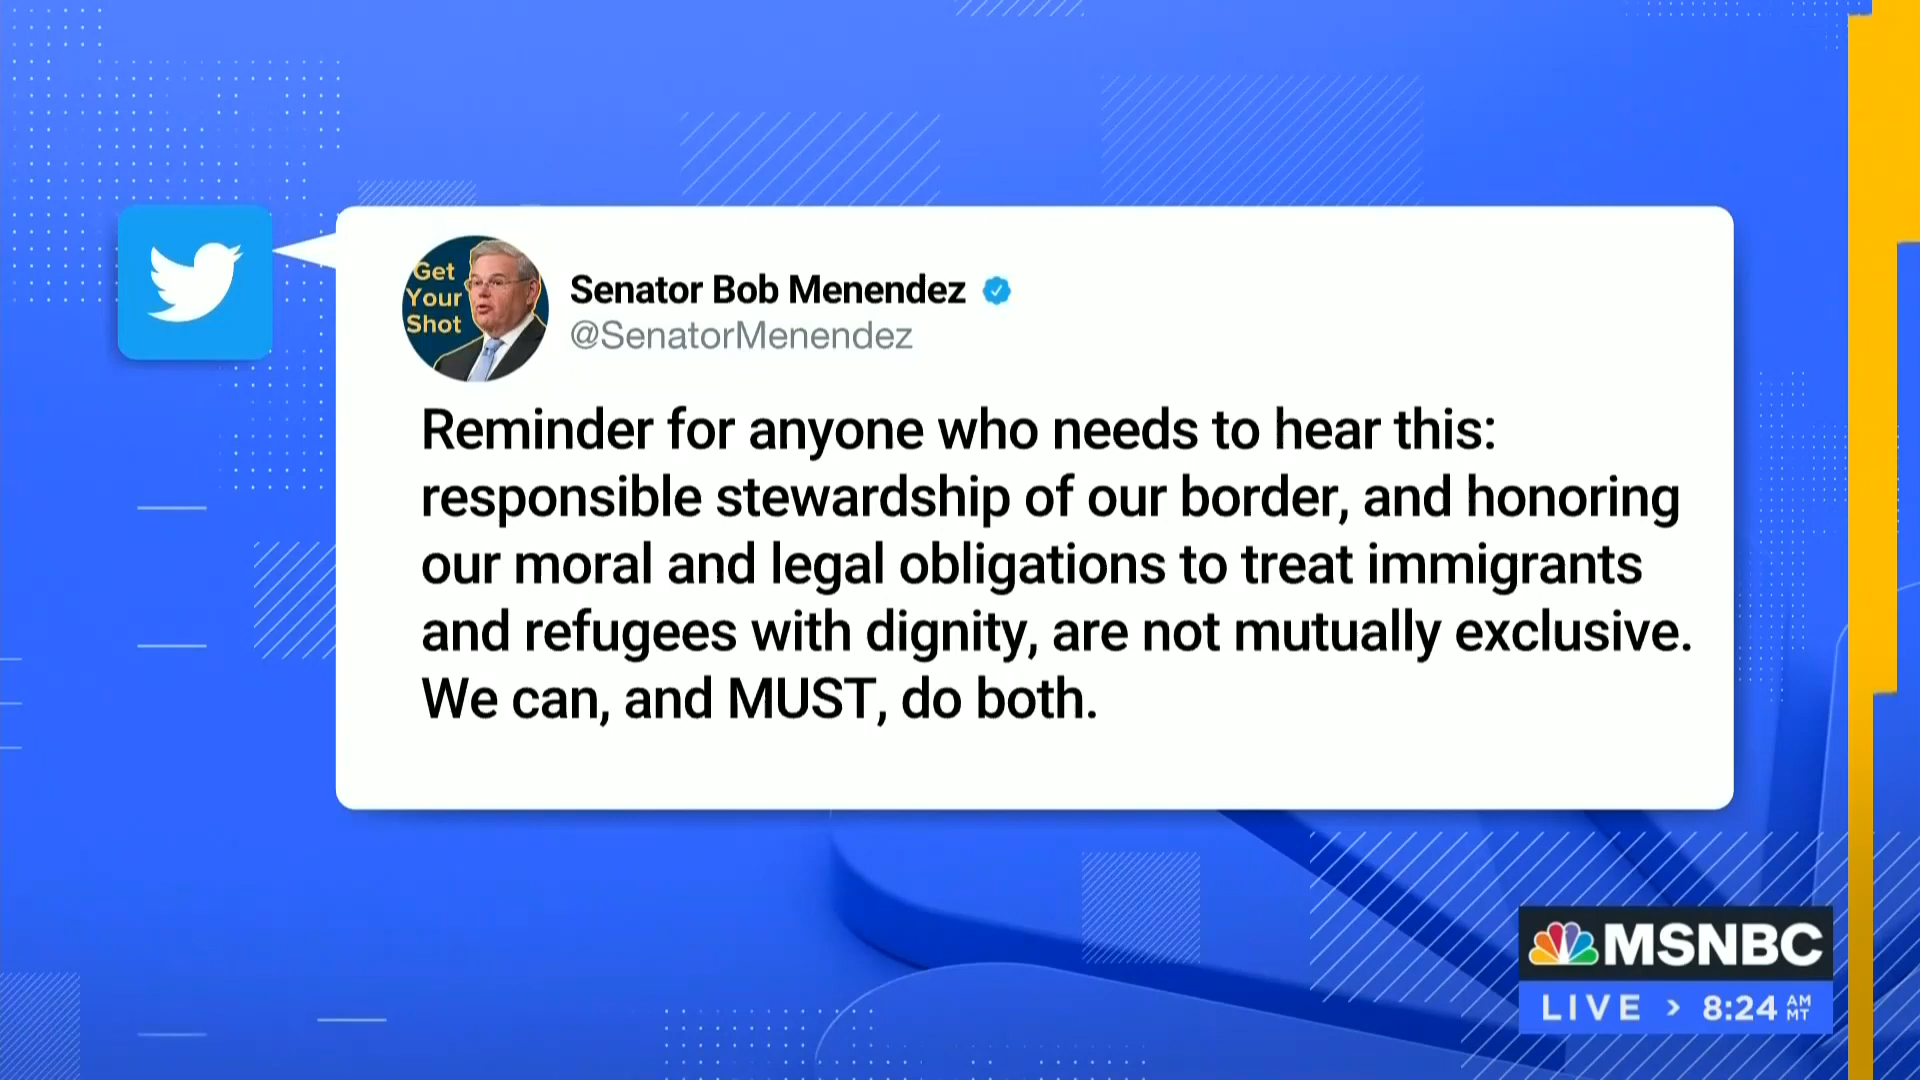 Get
Your
Shot
Senator Bob Menendez
@SenatorMenendez
Reminder for anyone who needs to hear this:
responsible stewardship of our border, and honoring
our moral and legal obligations to treat immigrants
and refugees with dignity, are not mutually exclusive.
We can, and MUST, do both.
MSNBC
LIVE > 8:24 AM MT